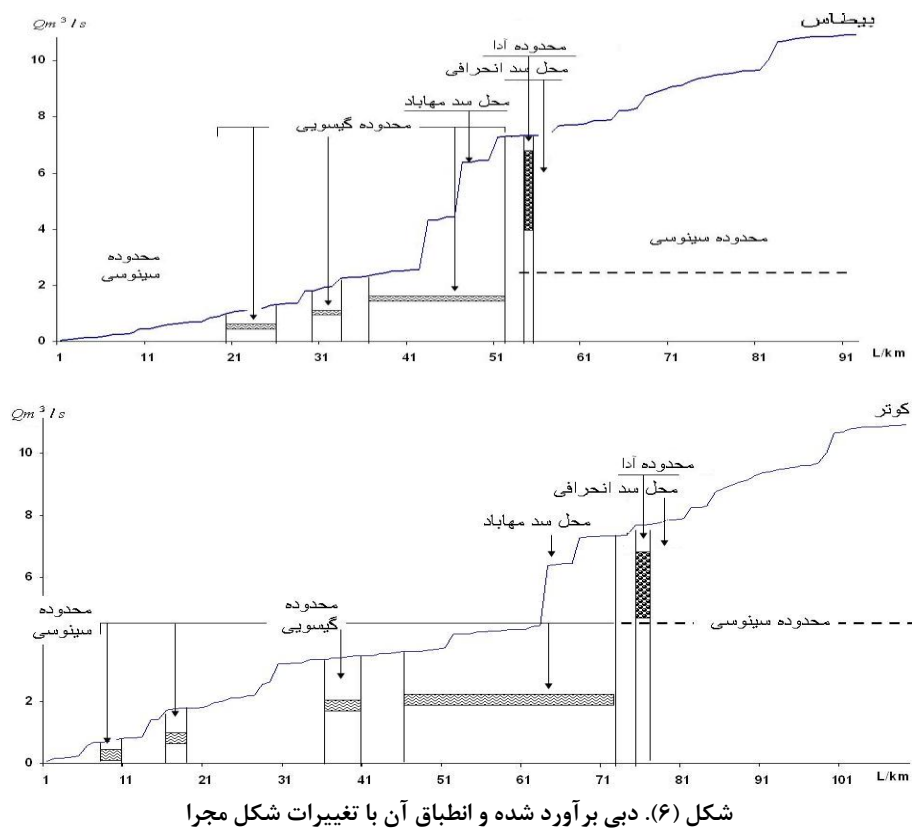 Qm³/s
بیطاس
10
محدوده آدا
محل سد انحرافی
محل سد مهاباد
8
محدوده گیسویی
6
4
محدوده سینوسی
محدوده
سینوسی
2
0
1 11 21 31 41 51 61 71 81 91 L/km
Qm³/s
کوتر
10
محدوده آدا
محل سد انحرافی
8
محل سد مهاباد
6
محدوده
سینوسی
محدوده
گیسویی
محدوده سینوسی
2
0
1 11 21 31 41 51 61 71 81 91 101 L/km
شکل (۶). دبی برآورد شده و انطباق آن با تغییرات شکل مجرا